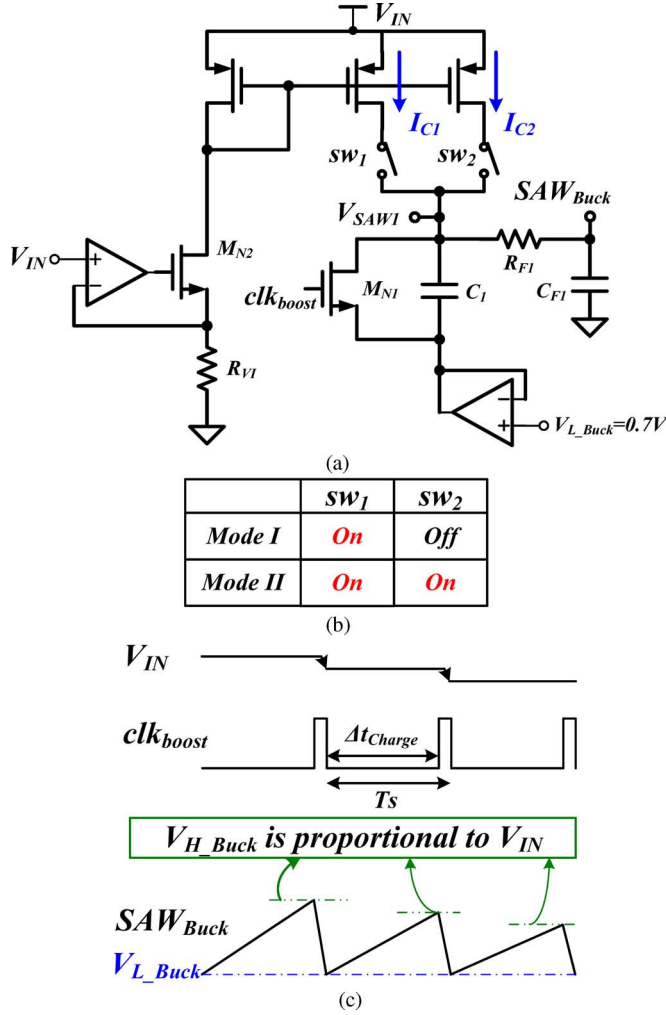 V_IN
I_C1
I_C2
sw_1
sw_2
SAW_Buck
V_SAW1
V_IN
+
-
M_N2
R_F1
clk_boost
M_N1
C_1
C_F1
R_VI
-
+
V_L_Buck=0.7V
(a)
sw_1 sw_2
Mode I On Off
Mode II On On
(b)
V_IN
clk_boost
Δt_Charge
Ts
V_H_Buck is proportional to V_IN
SAW_Buck
V_L_Buck
(c)